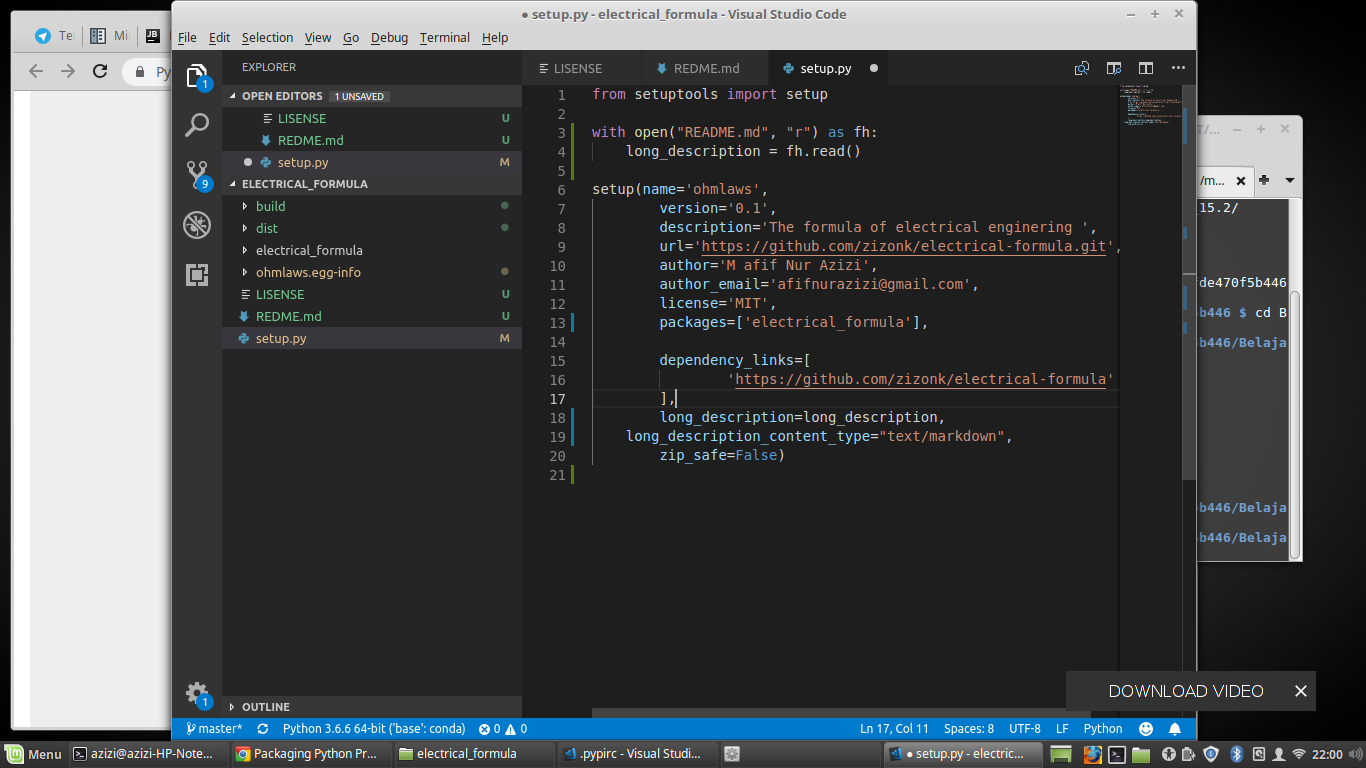 ● setup.py - electrical_formula - Visual Studio Code
File Edit Selection View Go Debug Terminal Help
EXPLORER
OPEN EDITORS 1 UNSAVED
LISENSE U
REDME.md U
● setup.py M
ELECTRICAL_FORMULA
build
dist
electrical_formula
ohmlaws.egg-info
LISENSE U
REDME.md U
setup.py M
OUTLINE
1
9
1
LISENSE REDME.md setup.py ●
1 from setuptools import setup
2
3 with open("README.md", "r") as fh:
4 long_description = fh.read()
5
6 setup(name='ohmlaws',
7 version='0.1',
8 description='The formula of electrical enginering ',
9 url='https://github.com/zizonk/electrical-formula.git',
10 author='M afif Nur Azizi',
11 author_email='afifnurazizi@gmail.com',
12 license='MIT',
13 packages=['electrical_formula'],
14
15 dependency_links=[
16 'https://github.com/zizonk/electrical-formula'
17 ],
18 long_description=long_description,
19 long_description_content_type="text/markdown",
20 zip_safe=False)
21
Te
Mi
JB
Py
T/...
/m...
15.2/
de470f5b446
b446 $ cd B
b446/Belaja
b446/Belaja
b446/Belaja
DOWNLOAD VIDEO ✕
master* Python 3.6.6 64-bit ('base': conda) 0 0 Ln 17, Col 11 Spaces: 8 UTF-8 LF Python
Menu azizi@azizi-HP-Note... Packaging Python Pr... electrical_formula .pypirc - Visual Studi... ● setup.py - electric... 22:00